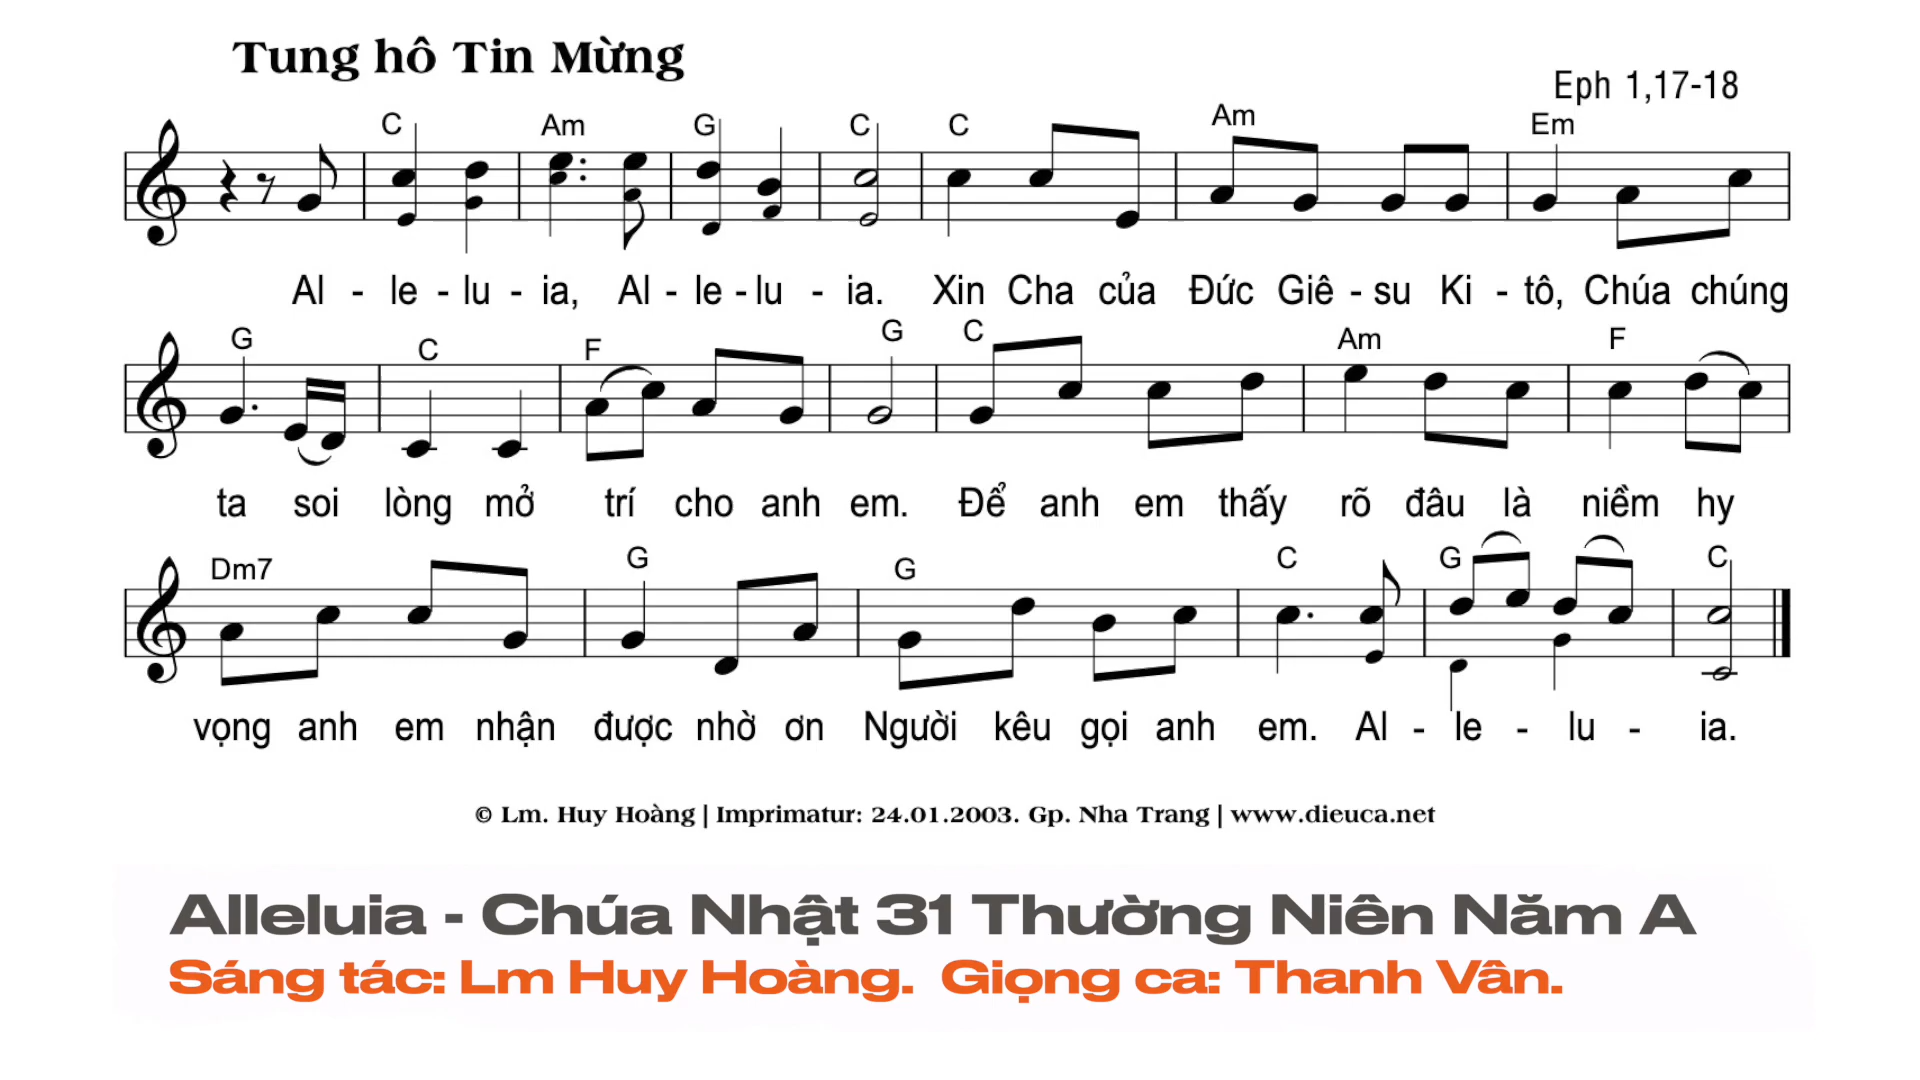 Tung hô Tin Mừng
Eph 1,17-18
C Am G C C Am Em
Al - le - lu - ia, Al - le - lu - ia. Xin Cha của Đức Giê - su Ki - tô, Chúa chúng
G C F G C Am F
ta soi lòng mở trí cho anh em. Để anh em thấy rõ đâu là niềm hy
Dm7 G G C G C
vọng anh em nhận được nhờ ơn Người kêu gọi anh em. Al - le - lu - ia.
© Lm. Huy Hoàng | Imprimatur: 24.01.2003. Gp. Nha Trang | www.dieuca.net
Alleluia - Chúa Nhật 31 Thường Niên Năm A
Sáng tác: Lm Huy Hoàng. Giọng ca: Thanh Vân.